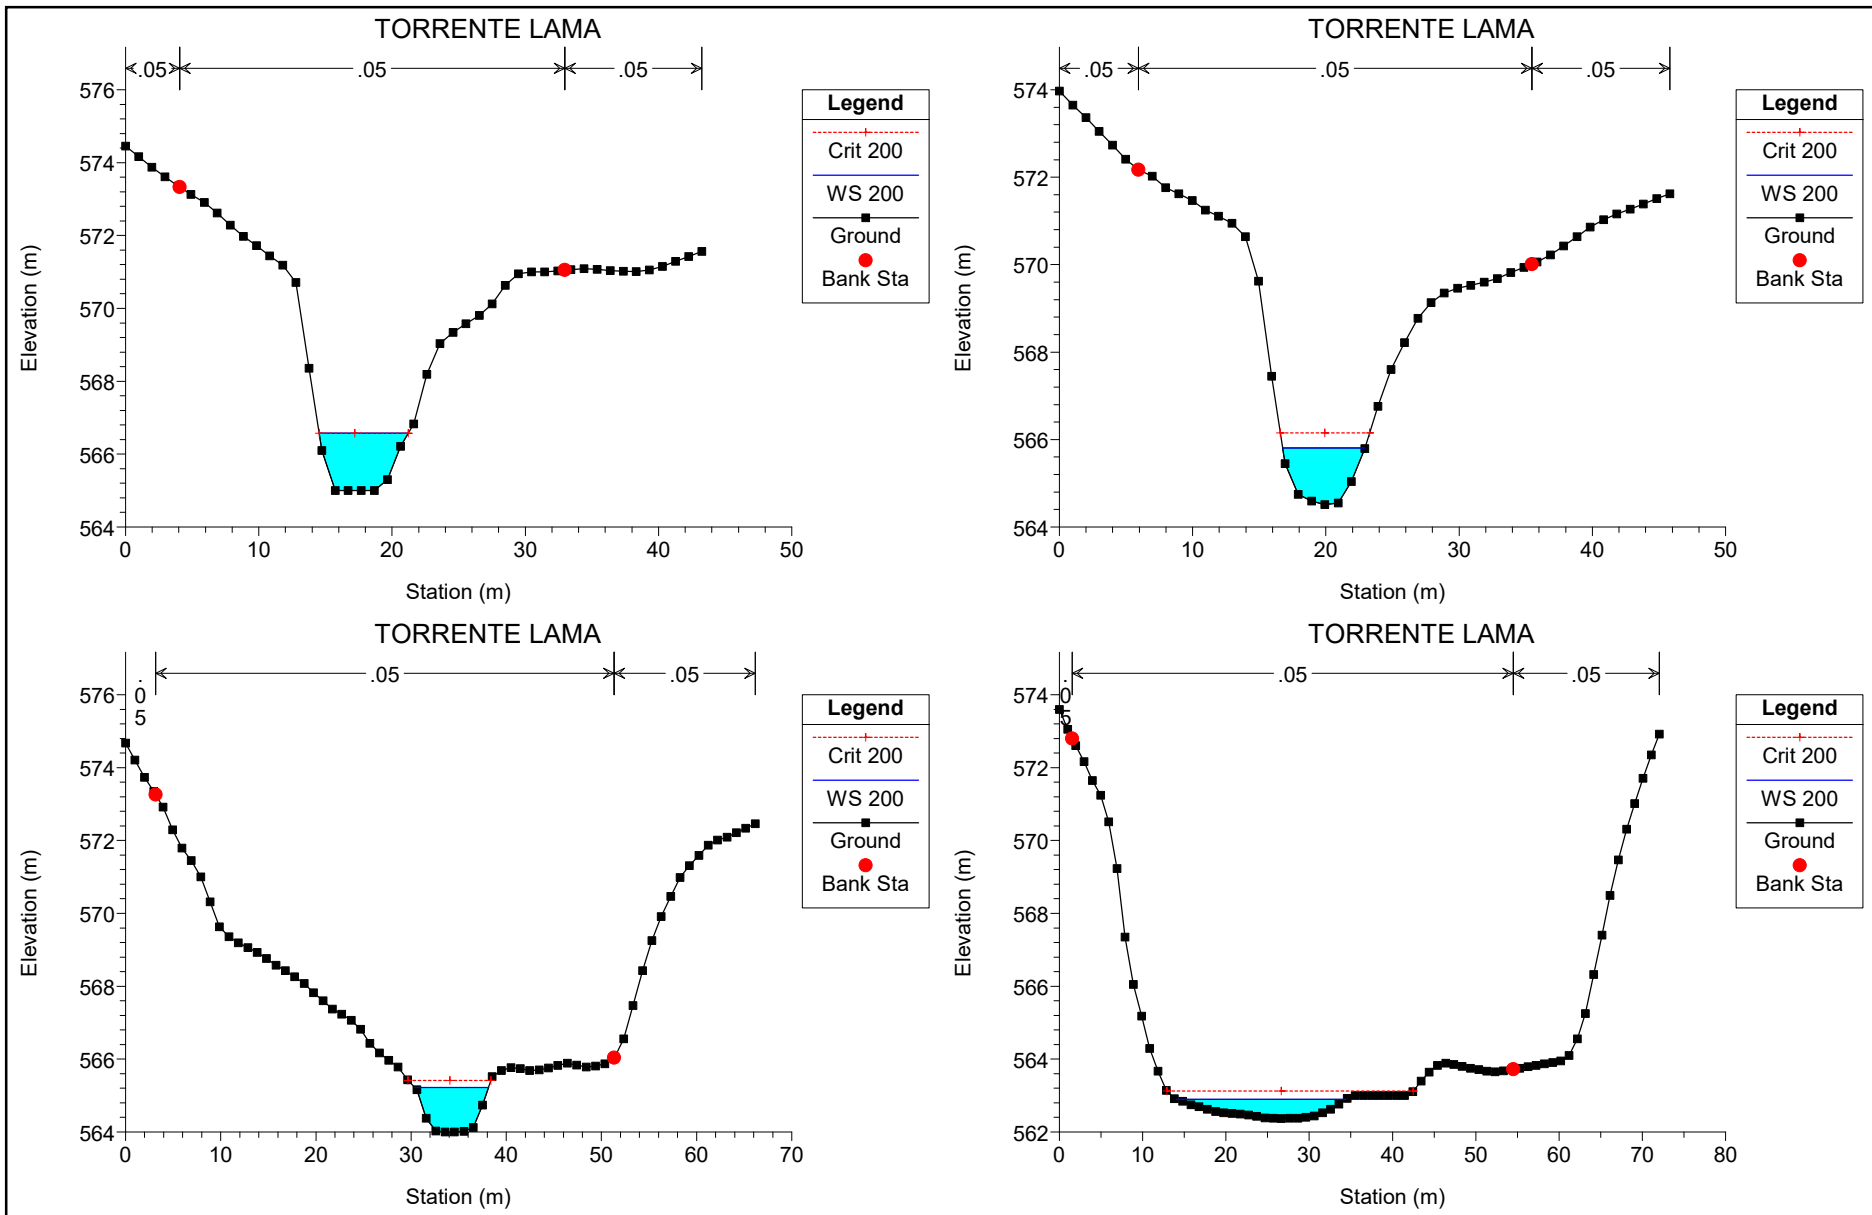 TORRENTE LAMA
.05 .05 .05
576
574
572
570
568
566
564
Elevation (m)
0 10 20 30 40 50
Station (m)
Legend
Crit 200
WS 200
Ground
Bank Sta
TORRENTE LAMA
.05 .05 .05
574
572
570
568
566
564
Elevation (m)
0 10 20 30 40 50
Station (m)
Legend
Crit 200
WS 200
Ground
Bank Sta
TORRENTE LAMA
.05 .05 .05
576
574
572
570
568
566
564
Elevation (m)
0 10 20 30 40 50 60 70
Station (m)
Legend
Crit 200
WS 200
Ground
Bank Sta
TORRENTE LAMA
.05 .05 .05
574
572
570
568
566
564
562
Elevation (m)
0 10 20 30 40 50 60 70 80
Station (m)
Legend
Crit 200
WS 200
Ground
Bank Sta